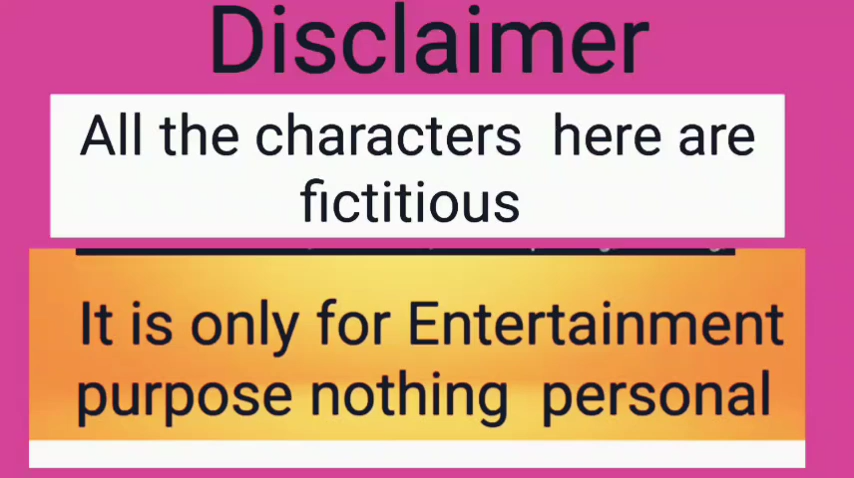 Disclaimer
All the characters here are
fictitious
It is only for Entertainment
purpose nothing personal